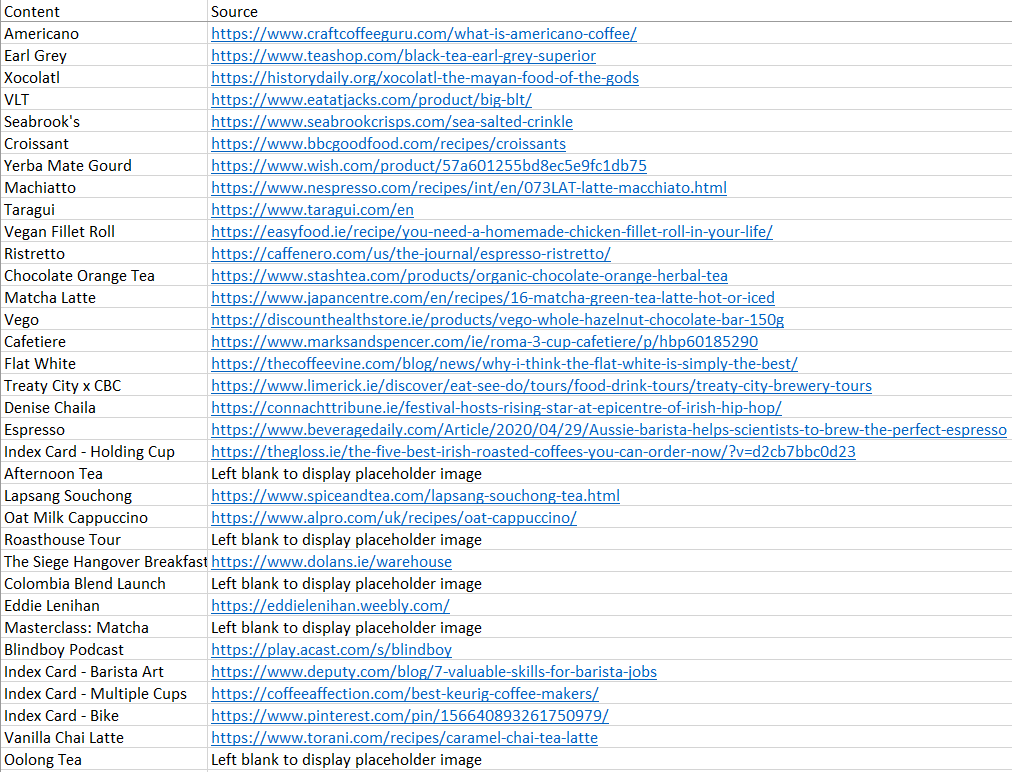 Content Source
Americano https://www.craftcoffeeguru.com/what-is-americano-coffee/
Earl Grey https://www.teashop.com/black-tea-earl-grey-superior
Xocolatl https://historydaily.org/xocolatl-the-mayan-food-of-the-gods
VLT https://www.eatatjacks.com/product/big-blt/
Seabrook's https://www.seabrookcrisps.com/sea-salted-crinkle
Croissant https://www.bbcgoodfood.com/recipes/croissants
Yerba Mate Gourd https://www.wish.com/product/57a601255bd8ec5e9fc1db75
Machiatto https://www.nespresso.com/recipes/int/en/073LAT-latte-macchiato.html
Taragui https://www.taragui.com/en
Vegan Fillet Roll https://easyfood.ie/recipe/you-need-a-homemade-chicken-fillet-roll-in-your-life/
Ristretto https://caffenero.com/us/the-journal/espresso-ristretto/
Chocolate Orange Tea https://www.stashtea.com/products/organic-chocolate-orange-herbal-tea
Matcha Latte https://www.japancentre.com/en/recipes/16-matcha-green-tea-latte-hot-or-iced
Vego https://discounthealthstore.ie/products/vego-whole-hazelnut-chocolate-bar-150g
Cafetiere https://www.marksandspencer.com/ie/roma-3-cup-cafetiere/p/hbp60185290
Flat White https://thecoffeevine.com/blog/news/why-i-think-the-flat-white-is-simply-the-best/
Treaty City x CBC https://www.limerick.ie/discover/eat-see-do/tours/food-drink-tours/treaty-city-brewery-tours
Denise Chaila https://connachttribune.ie/festival-hosts-rising-star-at-epicentre-of-irish-hip-hop/
Espresso https://www.beveragedaily.com/Article/2020/04/29/Aussie-barista-helps-scientists-to-brew-the-perfect-espresso
Index Card - Holding Cup https://thegloss.ie/the-five-best-irish-roasted-coffees-you-can-order-now/?v=d2cb7bbc0d23
Afternoon Tea Left blank to display placeholder image
Lapsang Souchong https://www.spiceandtea.com/lapsang-souchong-tea.html
Oat Milk Cappuccino https://www.alpro.com/uk/recipes/oat-cappuccino/
Roasthouse Tour Left blank to display placeholder image
The Siege Hangover Breakfast https://www.dolans.ie/warehouse
Colombia Blend Launch Left blank to display placeholder image
Eddie Lenihan https://eddielenihan.weebly.com/
Masterclass: Matcha Left blank to display placeholder image
Blindboy Podcast https://play.acast.com/s/blindboy
Index Card - Barista Art https://www.deputy.com/blog/7-valuable-skills-for-barista-jobs
Index Card - Multiple Cups https://coffeeaffection.com/best-keurig-coffee-makers/
Index Card - Bike https://www.pinterest.com/pin/156640893261750979/
Vanilla Chai Latte https://www.torani.com/recipes/caramel-chai-tea-latte
Oolong Tea Left blank to display placeholder image